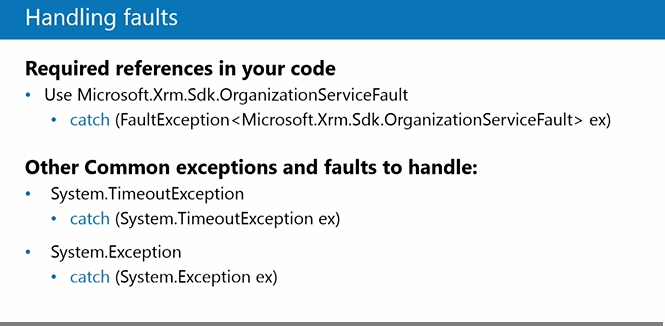 Handling faults
Required references in your code
• Use Microsoft.Xrm.Sdk.OrganizationServiceFault
• catch (FaultException<Microsoft.Xrm.Sdk.OrganizationServiceFault> ex)
Other Common exceptions and faults to handle:
• System.TimeoutException
• catch (System.TimeoutException ex)
• System.Exception
• catch (System.Exception ex)